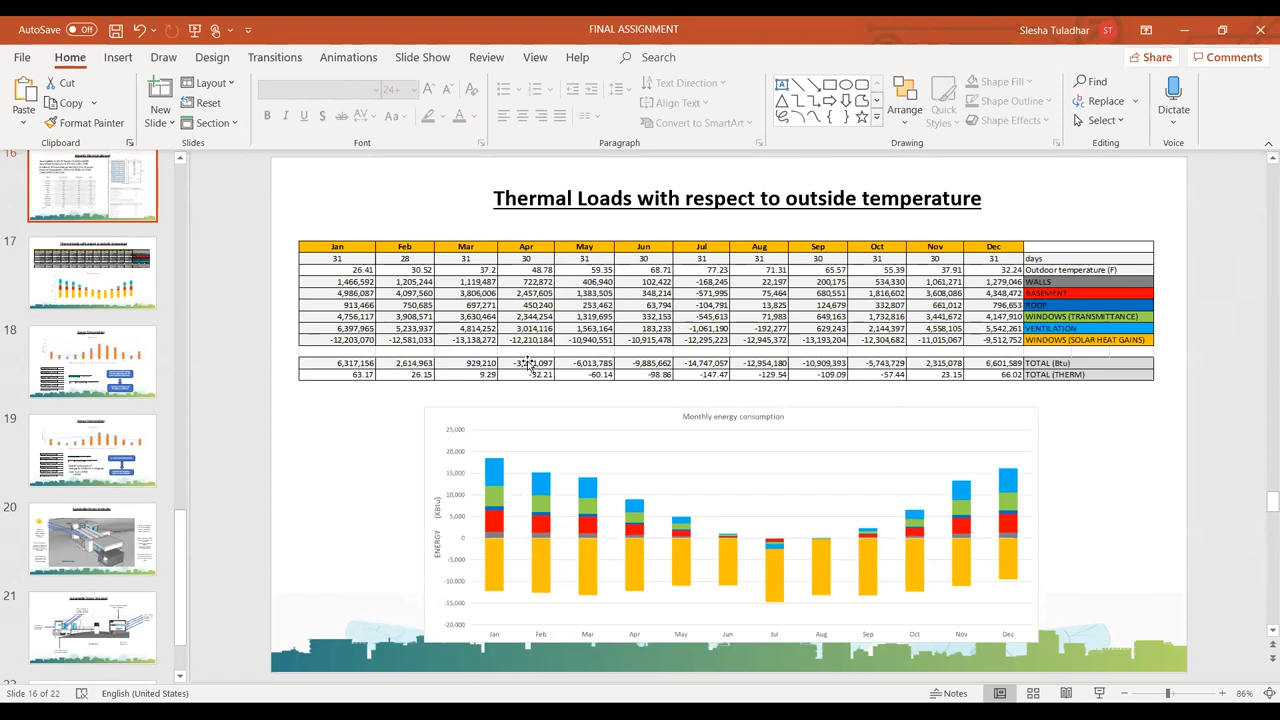 AutoSave Off FINAL ASSIGNMENT Slesha Tuladhar ST
File Home Insert Draw Design Transitions Animations Slide Show Review View Help Search Share Comments
Paste Cut Copy Format Painter Clipboard
New Slide Layout Reset Section Slides
24+ Font
Text Direction Align Text Convert to SmartArt Paragraph
Arrange Quick Styles Shape Fill Shape Outline Shape Effects Drawing
Find Replace Select Editing
Dictate Voice
16
17
18
19
20
21
Thermal Loads with respect to outside temperature
Jan Feb Mar Apr May Jun Jul Aug Sep Oct Nov Dec
31 28 31 30 31 30 31 31 30 31 30 31 days
26.41 30.52 37.2 48.78 59.35 68.71 77.23 71.31 65.57 55.39 37.91 32.24 Outdoor temperature (F)
1,466,592 1,205,244 1,119,487 722,872 406,940 102,422 -168,245 22,197 200,175 534,330 1,061,271 1,279,046 WALLS
4,986,087 4,097,560 3,806,006 2,457,605 1,383,505 348,214 -571,995 75,464 680,551 1,816,602 3,608,086 4,348,472 BASEMENT
913,466 750,685 697,271 450,240 253,462 63,794 -104,791 13,825 124,679 332,807 661,012 796,653 ROOF
4,756,117 3,908,571 3,630,464 2,344,254 1,319,695 332,153 -545,613 71,983 649,163 1,732,816 3,441,672 4,147,910 WINDOWS (TRANSMITTANCE)
6,397,965 5,233,937 4,814,252 3,014,116 1,563,164 183,233 -1,061,190 -192,277 629,243 2,144,397 4,558,105 5,542,261 VENTILATION
-12,203,070 -12,581,033 -13,138,272 -12,210,184 -10,940,551 -10,915,478 -12,295,223 -12,945,372 -13,193,204 -12,304,682 -11,015,067 -9,512,752 WINDOWS (SOLAR HEAT GAINS)
6,317,156 2,614,963 929,210 -6,013,785 -9,885,662 -14,747,057 -12,954,180 -10,909,393 -5,743,729 2,315,078 6,601,589 TOTAL (Btu)
63.17 26.15 9.29 -32.21 -60.14 -98.86 -147.47 -129.54 -109.09 -57.44 23.15 66.02 TOTAL (THERM)
Monthly energy consumption
ENERGY (KBtu)
25,000
20,000
15,000
10,000
5,000
0
-5,000
-10,000
-15,000
-20,000
Jan Feb Mar Apr May Jun Jul Aug Sep Oct Nov Dec
Slide 16 of 22 English (United States) Notes 86%